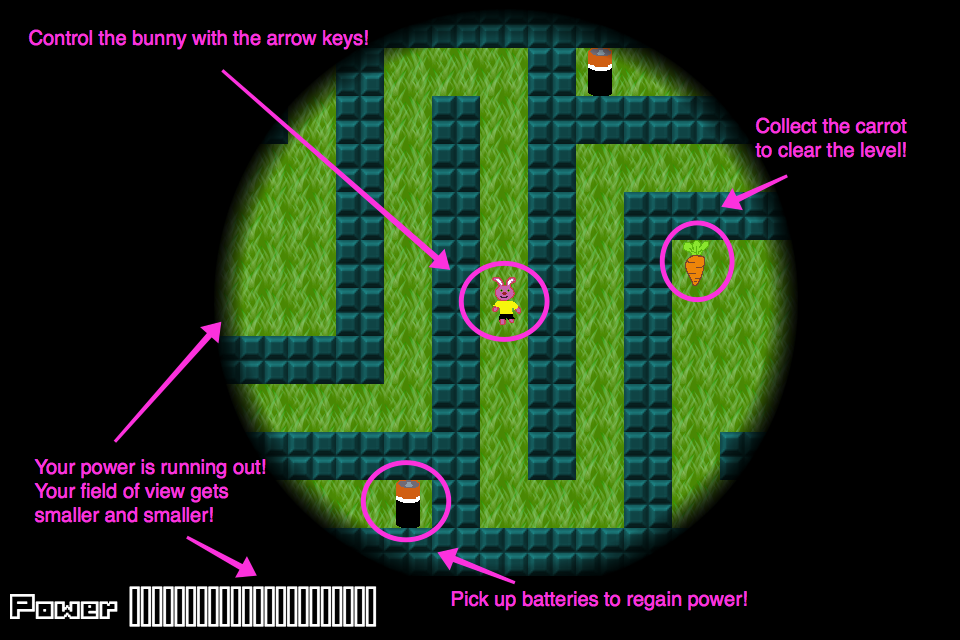 Control the bunny with the arrow keys!
Collect the carrot
to clear the level!
Your power is running out!
Your field of view gets
smaller and smaller!
Pick up batteries to regain power!
Power